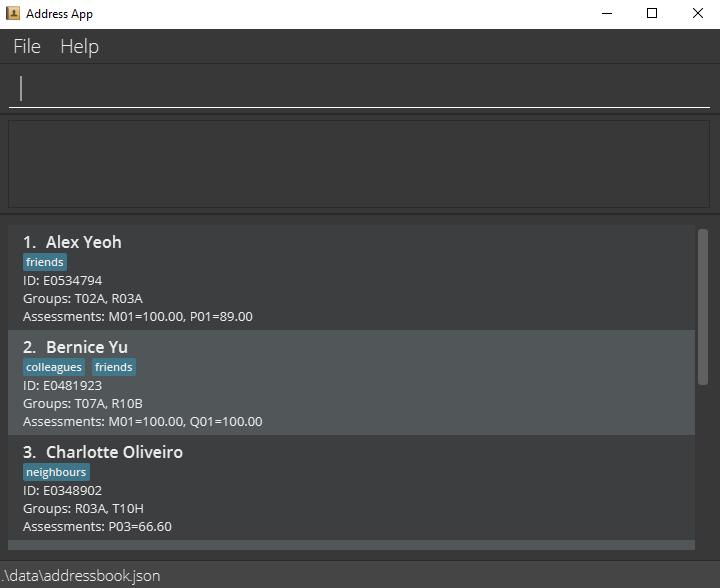 Address App
File Help
1. Alex Yeoh
friends
ID: E0534794
Groups: T02A, R03A
Assessments: M01=100.00, P01=89.00
2. Bernice Yu
colleagues friends
ID: E0481923
Groups: T07A, R10B
Assessments: M01=100.00, Q01=100.00
3. Charlotte Oliveiro
neighbours
ID: E0348902
Groups: R03A, T10H
Assessments: P03=66.60
.\data\addressbook.json